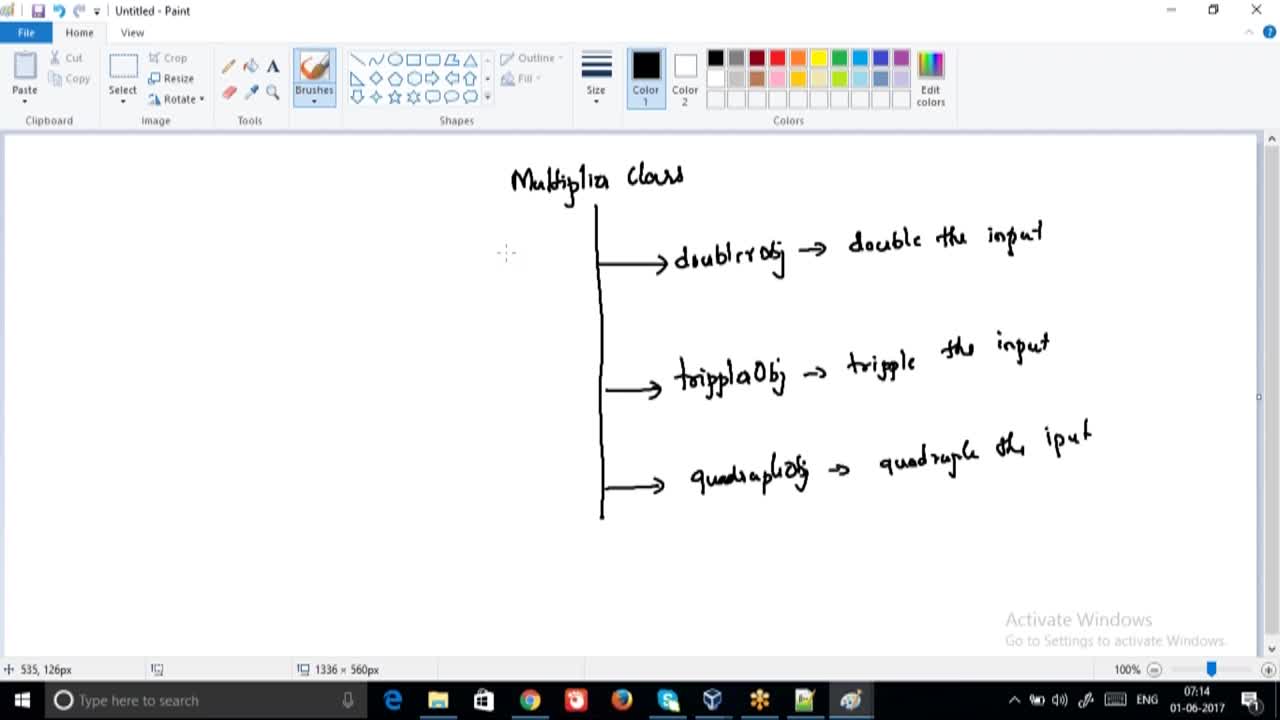 Untitled - Paint
File Home View
Paste Cut Copy Clipboard
Select Crop Resize Rotate Image
Tools
Brushes
Shapes Outline Fill
Size
Color 1 Color 2 Edit colors Colors
Multiplier class
doublerObj → double the input
tripplerObj → tripple the input
quadrapleObj → quadraple the iput
Activate Windows
Go to Settings to activate Windows.
535, 126px 1336 × 560px 100%
Type here to search ENG 07:14 01-06-2017